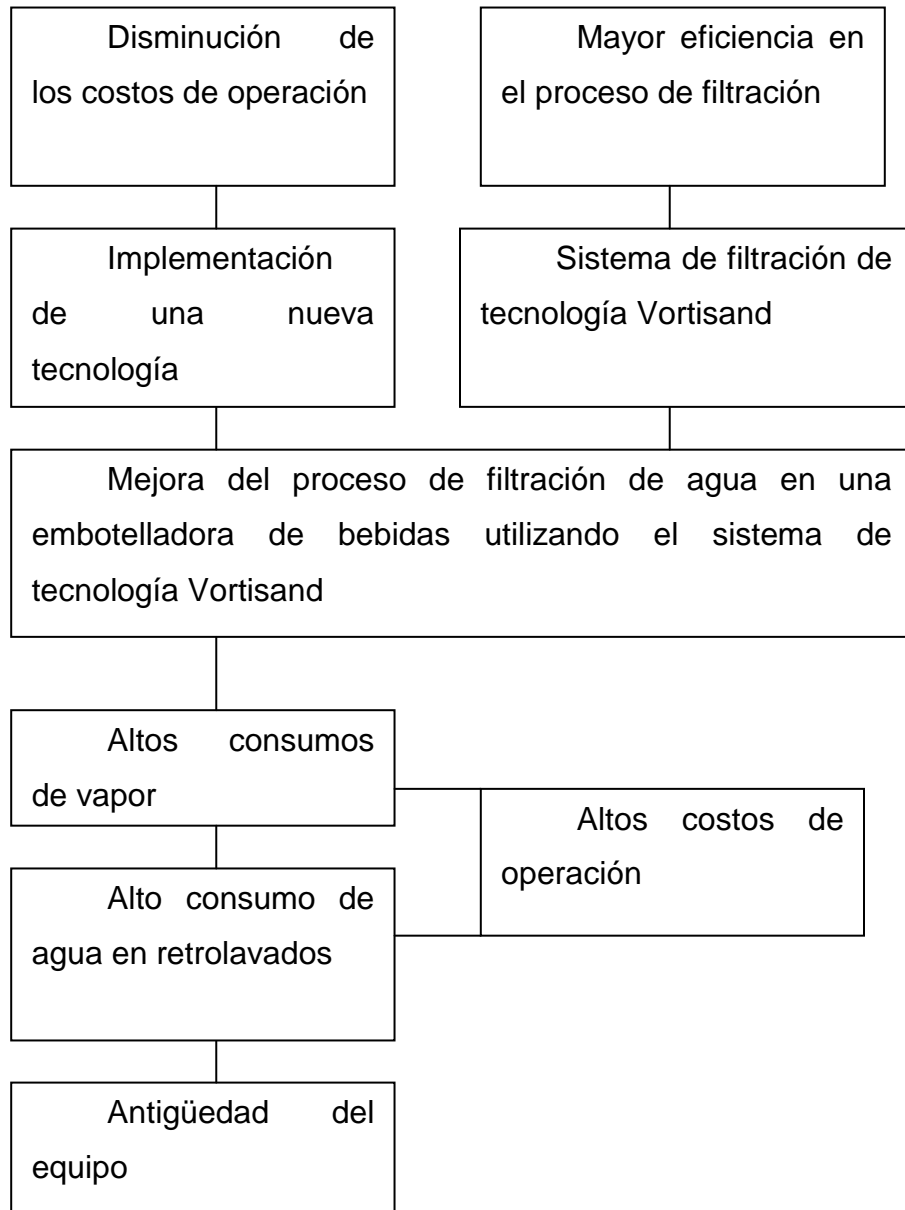 Disminución de
los costos de operación
Mayor eficiencia en
el proceso de filtración
Implementación
de una nueva
tecnología
Sistema de filtración de
tecnología Vortisand
Mejora del proceso de filtración de agua en una
embotelladora de bebidas utilizando el sistema de
tecnología Vortisand
Altos consumos
de vapor
Altos costos de
operación
Alto consumo de
agua en retrolavados
Antigüedad del
equipo